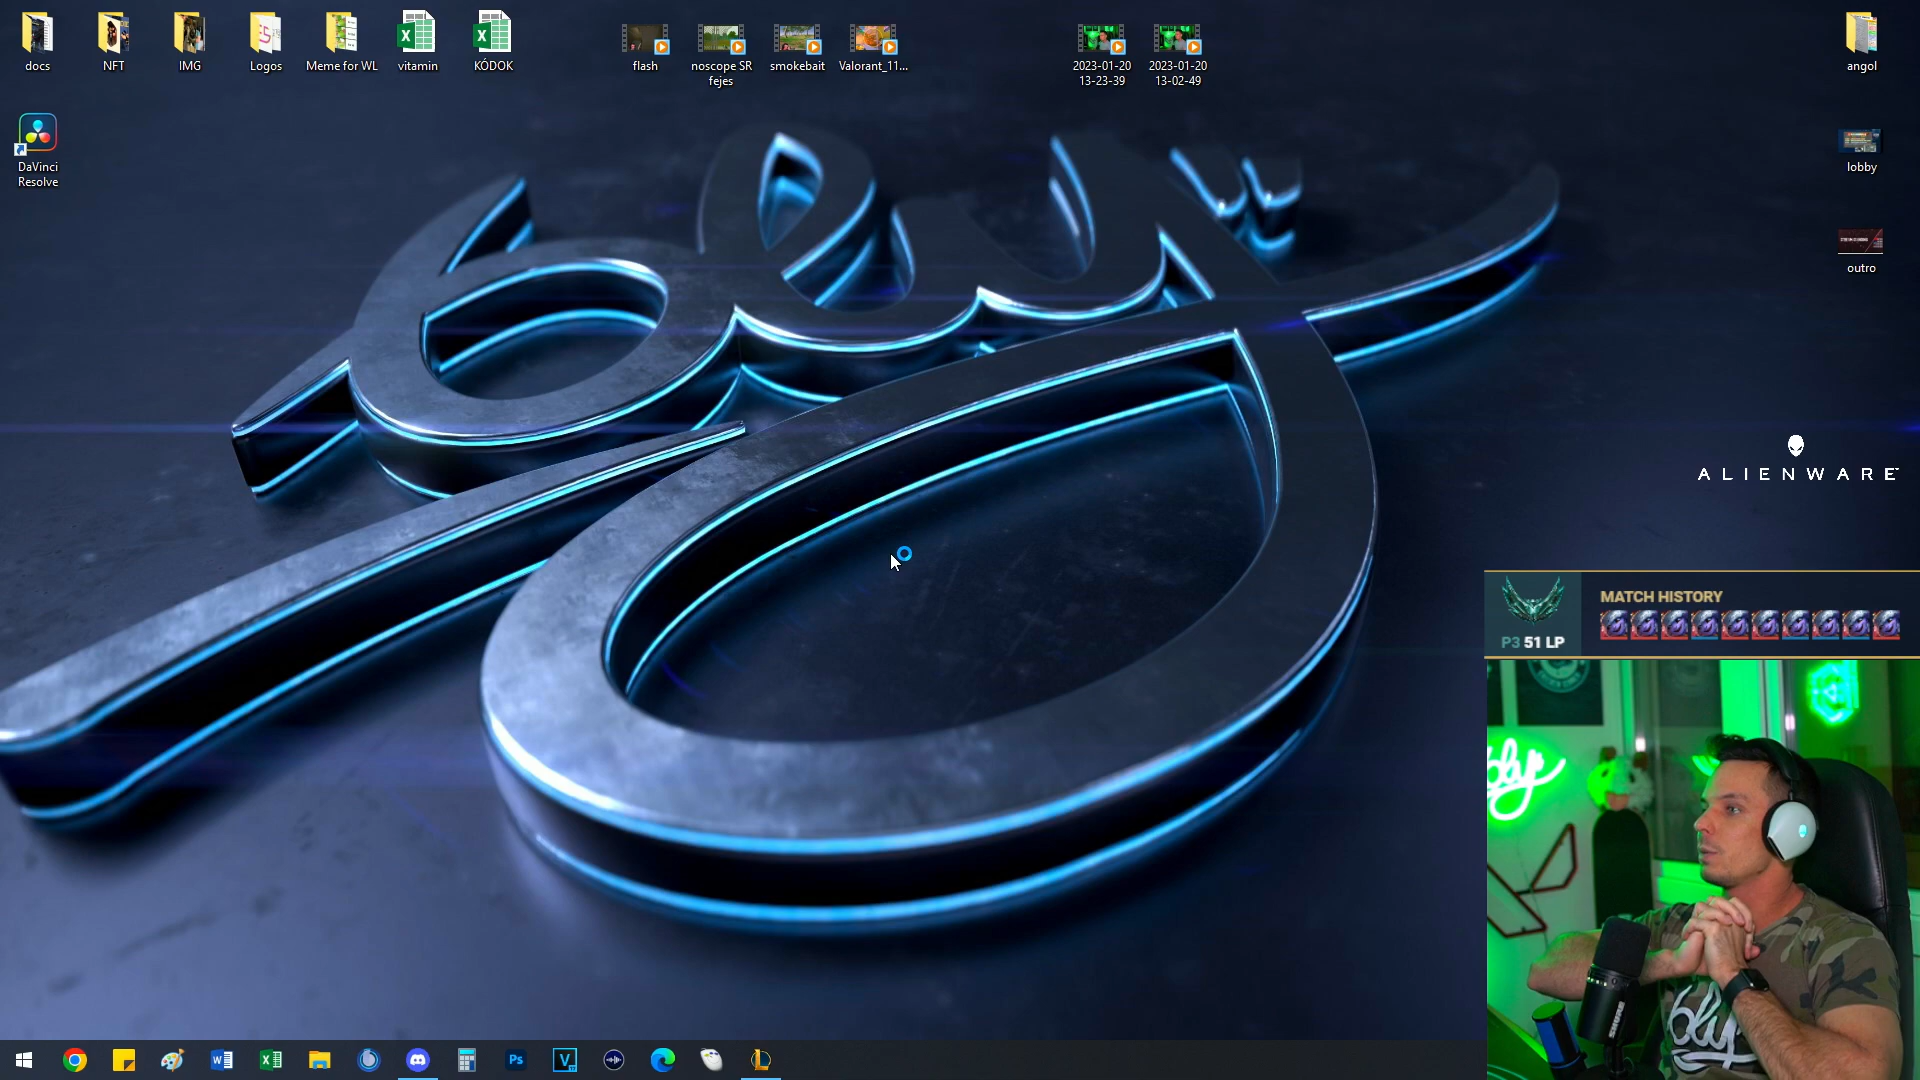 docs
NFT
IMG
Logos
Meme for WL
vitamin
KÓDOK
flash
noscope SR
fejes
smokebait
Valorant_11...
2023-01-20
13-23-39
2023-01-20
13-02-49
angol
DaVinci
Resolve
lobby
outro
ALIENWARE
MATCH HISTORY
P3 51 LP
Ps
V
SHURE